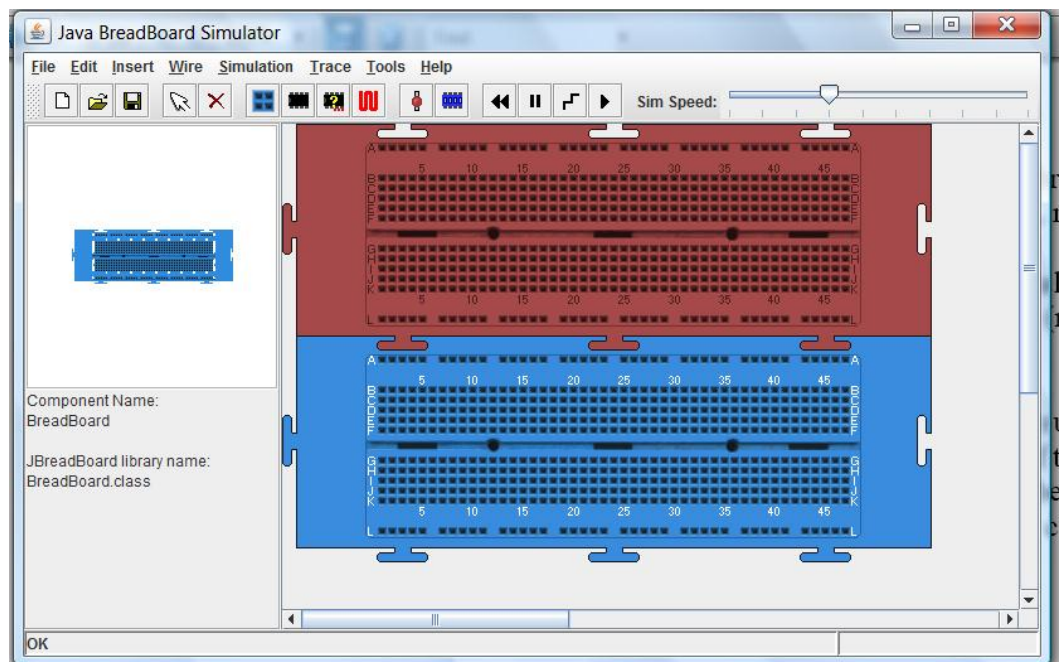 Java BreadBoard Simulator
File Edit Insert Wire Simulation Trace Tools Help
Sim Speed:
A A
5 10 15 20 25 30 35 40 45
B B
C C
D D
E E
F F
G G
H H
I I
J J
K K
5 10 15 20 25 30 35 40 45
L L
A A
5 10 15 20 25 30 35 40 45
B B
C C
D D
E E
F F
G G
H H
I I
J J
K K
5 10 15 20 25 30 35 40 45
L L
Component Name:
BreadBoard
JBreadBoard library name:
BreadBoard.class
OK